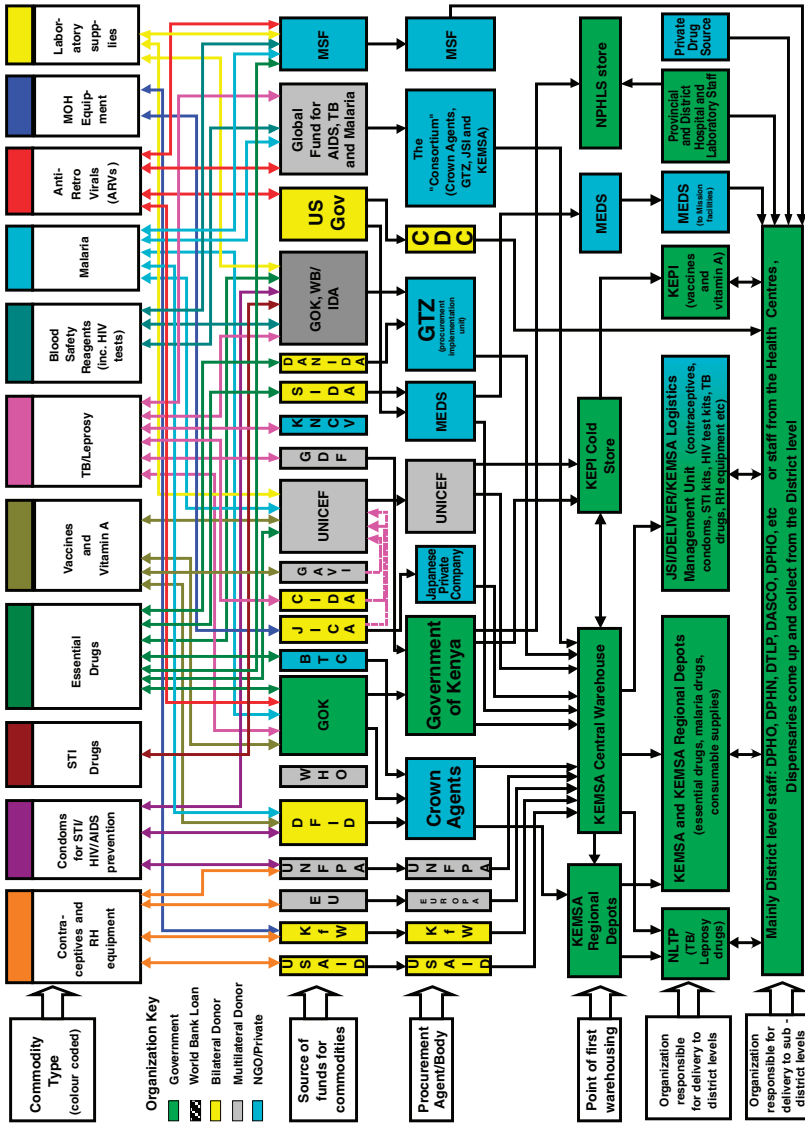 Commodity
Type
(colour coded)
Contra-
ceptives and
RH
equipment
Condoms
for STI/
HIV/AIDS
prevention
STI
Drugs
Essential
Drugs
Vaccines
and
Vitamin A
TB/Leprosy
Blood
Safety
Reagents
(inc. HIV
tests)
Malaria
Anti-
Retro
Virals
(ARVs)
MOH
Equip-
ment
Labor-
atory
supp-
lies
Organization Key
Government
World Bank Loan
Bilateral Donor
Multilateral Donor
NGO/Private
Source of
funds for
commodities
USAID
KfW
EU
UNFPA
DFID
WHO
GOK
BTC
JICA
CIDA
GAVI
UNICEF
GDF
KNCV
SIDA
DANIDA
GOK, WB/
IDA
US
Gov
Global
Fund for
AIDS, TB
and Malaria
MSF
Procurement
Agent/Body
USAID
KfW
EUROPA
UNFPA
Crown
Agents
Government
of Kenya
Japanese
Private
Company
UNICEF
MEDS
GTZ
(procurement
implementation
unit)
CDC
The
"Consortium"
(Crown Agents,
GTZ, JSI and
KEMSA)
MSF
Point of first
warehousing
KEMSA
Regional
Depots
KEMSA Central Warehouse
KEPI Cold
Store
MEDS
NPHLS store
Organization
responsible
for delivery to
district levels
NLTP
(TB/
Leprosy
drugs)
KEMSA and KEMSA Regional Depots
(essential drugs, malaria drugs,
consumable supplies)
JSI/DELIVER/KEMSA Logistics
Management Unit (contraceptives,
condoms, STI kits, HIV test kits, TB
drugs, RH equipment etc)
KEPI
(vaccines
and
vitamin A)
MEDS
(to Mission
facilities)
Provincial
and District
Hospital and
Laboratory Staff
Private
Drug
Source
Organization
responsible for
delivery to sub -
district levels
Mainly District level staff: DPHO, DPHN, DTLP, DASCO, DPHO, etc or staff from the Health Centres ,
Dispensaries come up and collect from the District level